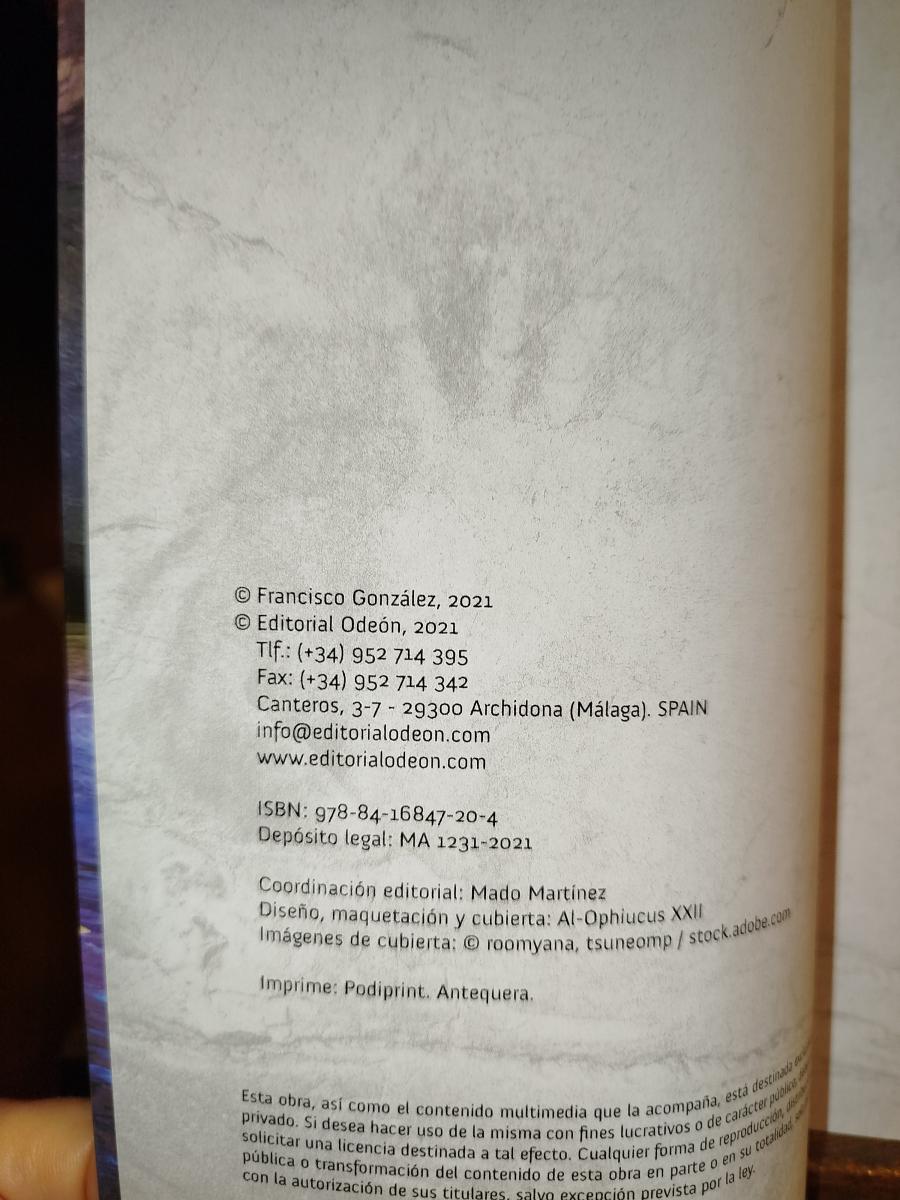 © Francisco González, 2021
© Editorial Odeón, 2021
Tlf.: (+34) 952 714 395
Fax: (+34) 952 714 342
Canteros, 3-7 - 29300 Archidona (Málaga). SPAIN
info@editorialodeon.com
www.editorialodeon.com
ISBN: 978-84-16847-20-4
Depósito legal: MA 1231-2021
Coordinación editorial: Mado Martínez
Diseño, maquetación y cubierta: Al-Ophiucus XXII
Imágenes de cubierta: © roomyana, tsuneomp / stock.adobe.com
Imprime: Podiprint. Antequera.
Esta obra, así como el contenido multimedia que la acompaña, está destinada
privado. Si desea hacer uso de la misma con fines lucrativos o de carácter público,
solicitar una licencia destinada a tal efecto. Cualquier forma de reproducción,
pública o transformación del contenido de esta obra en parte o en su totalidad,
con la autorización de sus titulares, salvo excepción prevista por la ley.